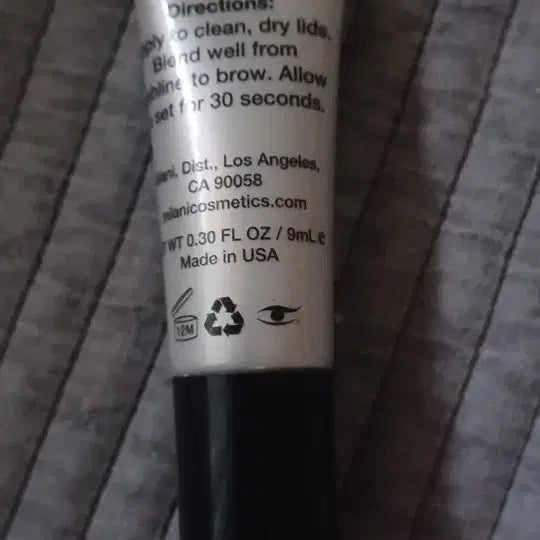 Directions:
to clean, dry lids.
Blend well from
to brow. Allow
set for 30 seconds.
Dist., Los Angeles,
CA 90058
milanicosmetics.com
WT 0.30 FL OZ / 9mL e
Made in USA
12M